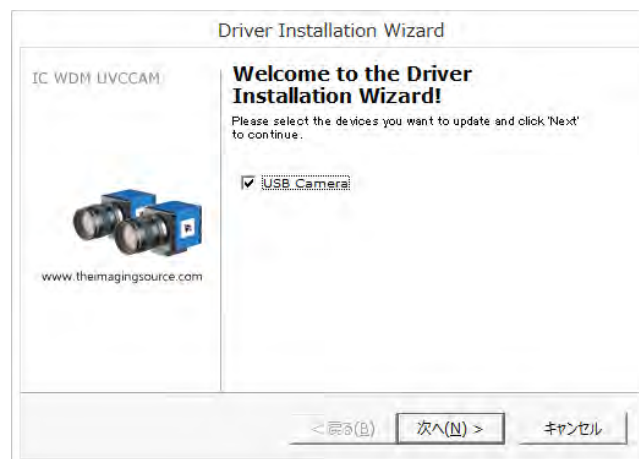 Driver Installation Wizard
IC WDM UVCCAM
Welcome to the Driver
Installation Wizard!
Please select the devices you want to update and click 'Next'
to continue.
USB Camera
www.theimagingsource.com
< 戻る(B)
次へ(N) >
キャンセル